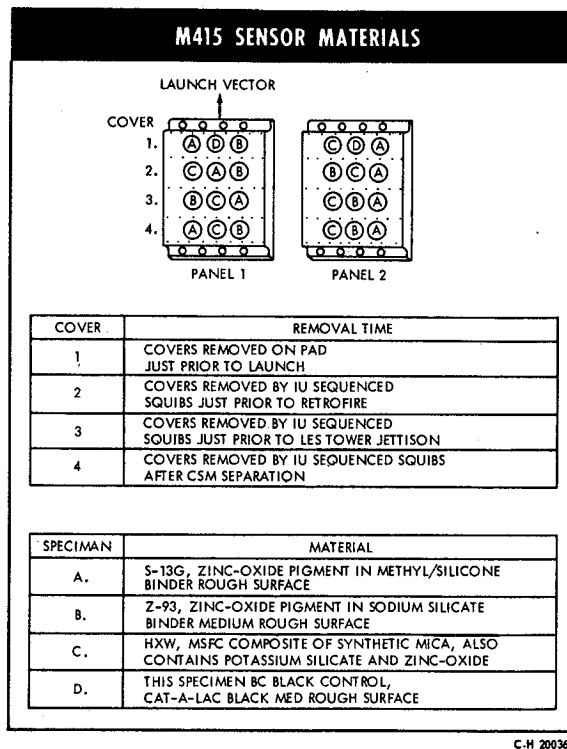 M415 SENSOR MATERIALS
LAUNCH VECTOR
COVER
1. A D B C D A
2. C A B B C A
3. B C A C B A
4. A C B C B A
PANEL 1 PANEL 2
COVER REMOVAL TIME
1 COVERS REMOVED ON PAD
JUST PRIOR TO LAUNCH
2 COVERS REMOVED BY IU SEQUENCED
SQUIBS JUST PRIOR TO RETROFIRE
3 COVERS REMOVED BY IU SEQUENCED
SQUIBS JUST PRIOR TO LES TOWER JETTISON
4 COVERS REMOVED BY IU SEQUENCED SQUIBS
AFTER CSM SEPARATION
SPECIMAN MATERIAL
A. S-13G, ZINC-OXIDE PIGMENT IN METHYL/SILICONE
BINDER ROUGH SURFACE
B. Z-93, ZINC-OXIDE PIGMENT IN SODIUM SILICATE
BINDER MEDIUM ROUGH SURFACE
C. HXW, MSFC COMPOSITE OF SYNTHETIC MICA, ALSO
CONTAINS POTASSIUM SILICATE AND ZINC-OXIDE
D. THIS SPECIMEN BC BLACK CONTROL,
CAT-A-LAC BLACK MED ROUGH SURFACE
C-H 20036